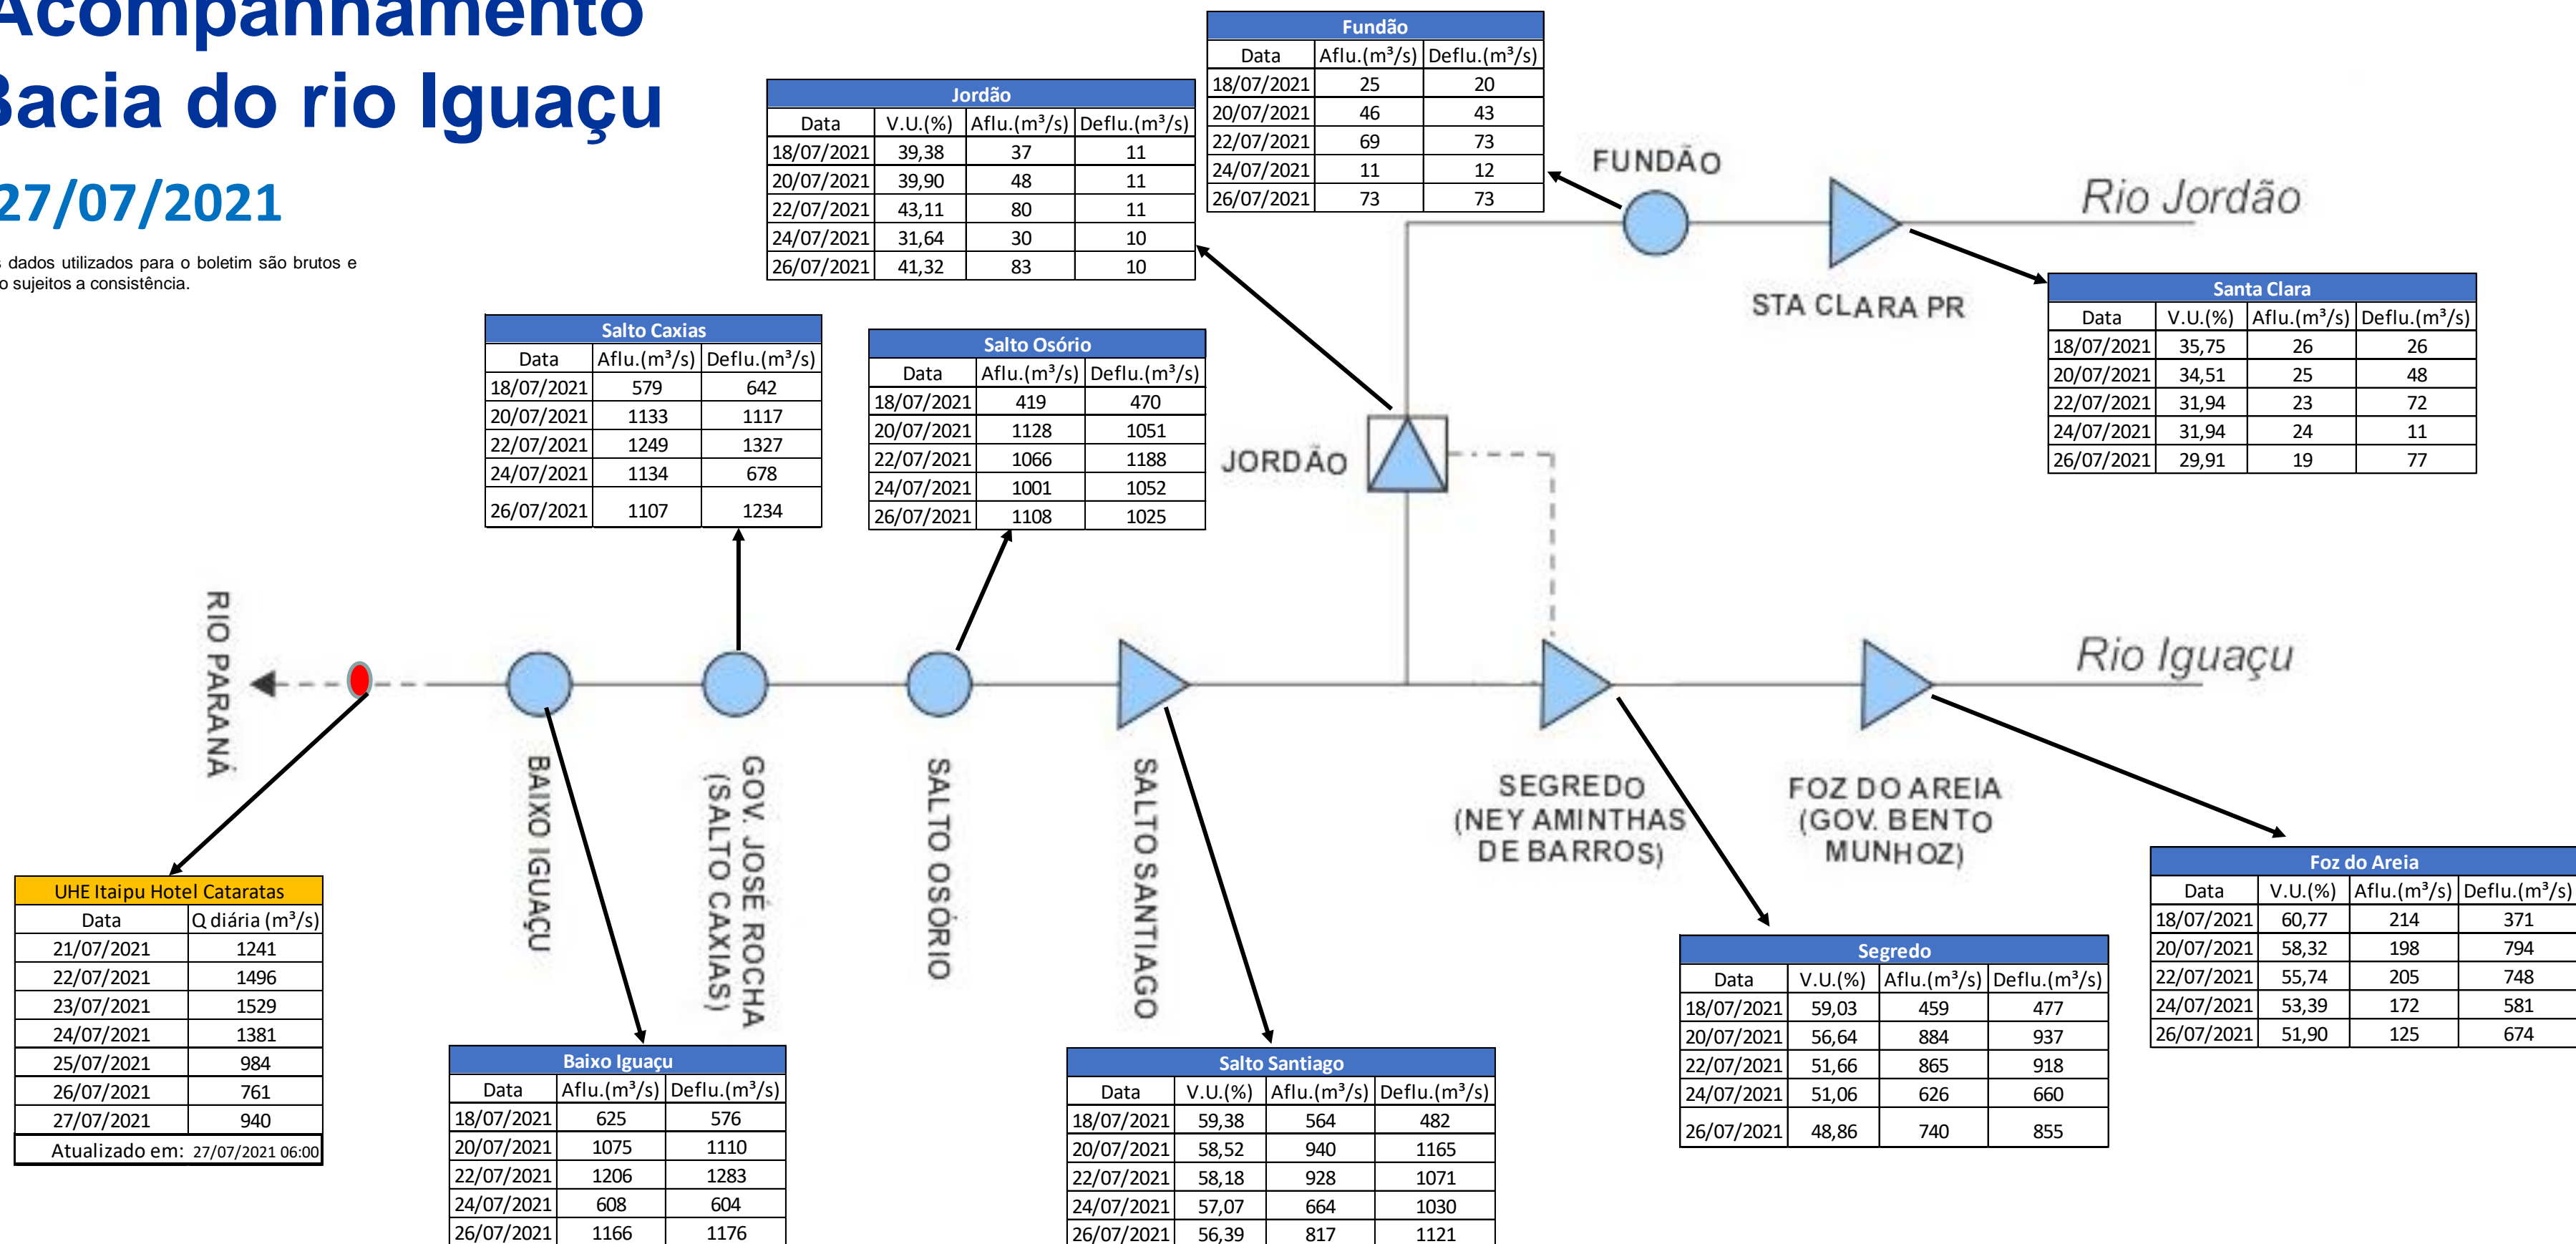 Acompanhamento
Bacia do rio Iguaçu
27/07/2021
s dados utilizados para o boletim são brutos e
o sujeitos a consistência.
Fundão
Data Aflu.(m³/s) Deflu.(m³/s)
18/07/2021 25 20
20/07/2021 46 43
22/07/2021 69 73
24/07/2021 11 12
26/07/2021 73 73
Jordão
Data V.U.(%) Aflu.(m³/s) Deflu.(m³/s)
18/07/2021 39,38 37 11
20/07/2021 39,90 48 11
22/07/2021 43,11 80 11
24/07/2021 31,64 30 10
26/07/2021 41,32 83 10
FUNDÃO
Rio Jordão
STA CLARA PR
Santa Clara
Data V.U.(%) Aflu.(m³/s) Deflu.(m³/s)
18/07/2021 35,75 26 26
20/07/2021 34,51 25 48
22/07/2021 31,94 23 72
24/07/2021 31,94 24 11
26/07/2021 29,91 19 77
Salto Caxias
Data Aflu.(m³/s) Deflu.(m³/s)
18/07/2021 579 642
20/07/2021 1133 1117
22/07/2021 1249 1327
24/07/2021 1134 678
26/07/2021 1107 1234
Salto Osório
Data Aflu.(m³/s) Deflu.(m³/s)
18/07/2021 419 470
20/07/2021 1128 1051
22/07/2021 1066 1188
24/07/2021 1001 1052
26/07/2021 1108 1025
JORDÃO
RIO PARANÁ
Rio Iguaçu
BAIXO IGUAÇU
GOV. JOSÉ ROCHA
(SALTO CAXIAS)
SALTO OSÓRIO
SALTO SANTIAGO
SEGREDO
(NEY AMINTHAS
DE BARROS)
FOZ DO AREIA
(GOV. BENTO
MUNHOZ)
UHE Itaipu Hotel Cataratas
Data Q diária (m³/s)
21/07/2021 1241
22/07/2021 1496
23/07/2021 1529
24/07/2021 1381
25/07/2021 984
26/07/2021 761
27/07/2021 940
Atualizado em: 27/07/2021 06:00
Baixo Iguaçu
Data Aflu.(m³/s) Deflu.(m³/s)
18/07/2021 625 576
20/07/2021 1075 1110
22/07/2021 1206 1283
24/07/2021 608 604
26/07/2021 1166 1176
Salto Santiago
Data V.U.(%) Aflu.(m³/s) Deflu.(m³/s)
18/07/2021 59,38 564 482
20/07/2021 58,52 940 1165
22/07/2021 58,18 928 1071
24/07/2021 57,07 664 1030
26/07/2021 56,39 817 1121
Segredo
Data V.U.(%) Aflu.(m³/s) Deflu.(m³/s)
18/07/2021 59,03 459 477
20/07/2021 56,64 884 937
22/07/2021 51,66 865 918
24/07/2021 51,06 626 660
26/07/2021 48,86 740 855
Foz do Areia
Data V.U.(%) Aflu.(m³/s) Deflu.(m³/s)
18/07/2021 60,77 214 371
20/07/2021 58,32 198 794
22/07/2021 55,74 205 748
24/07/2021 53,39 172 581
26/07/2021 51,90 125 674